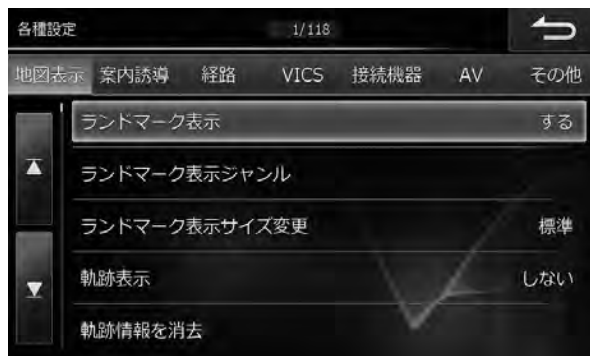 各種設定 1/118
地図表示 案内誘導 経路 VICS 接続機器 AV その他
ランドマーク表示 する
ランドマーク表示ジャンル
ランドマーク表示サイズ変更 標準
軌跡表示 しない
軌跡情報を消去